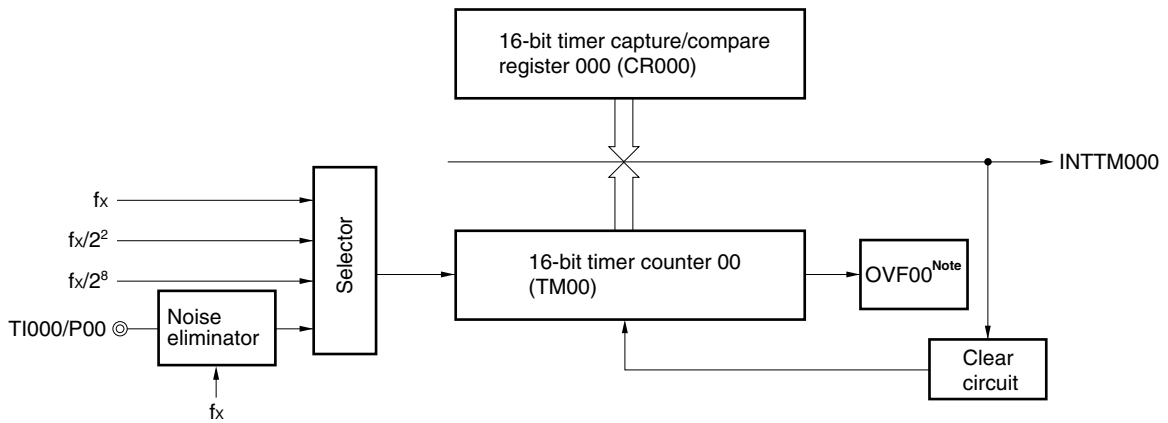 16-bit timer capture/compare
register 000 (CR000)
INTTM000
fx
fx/2²
fx/2⁸
TI000/P00
Noise
eliminator
fx
Selector
16-bit timer counter 00
(TM00)
OVF00Note
Clear
circuit